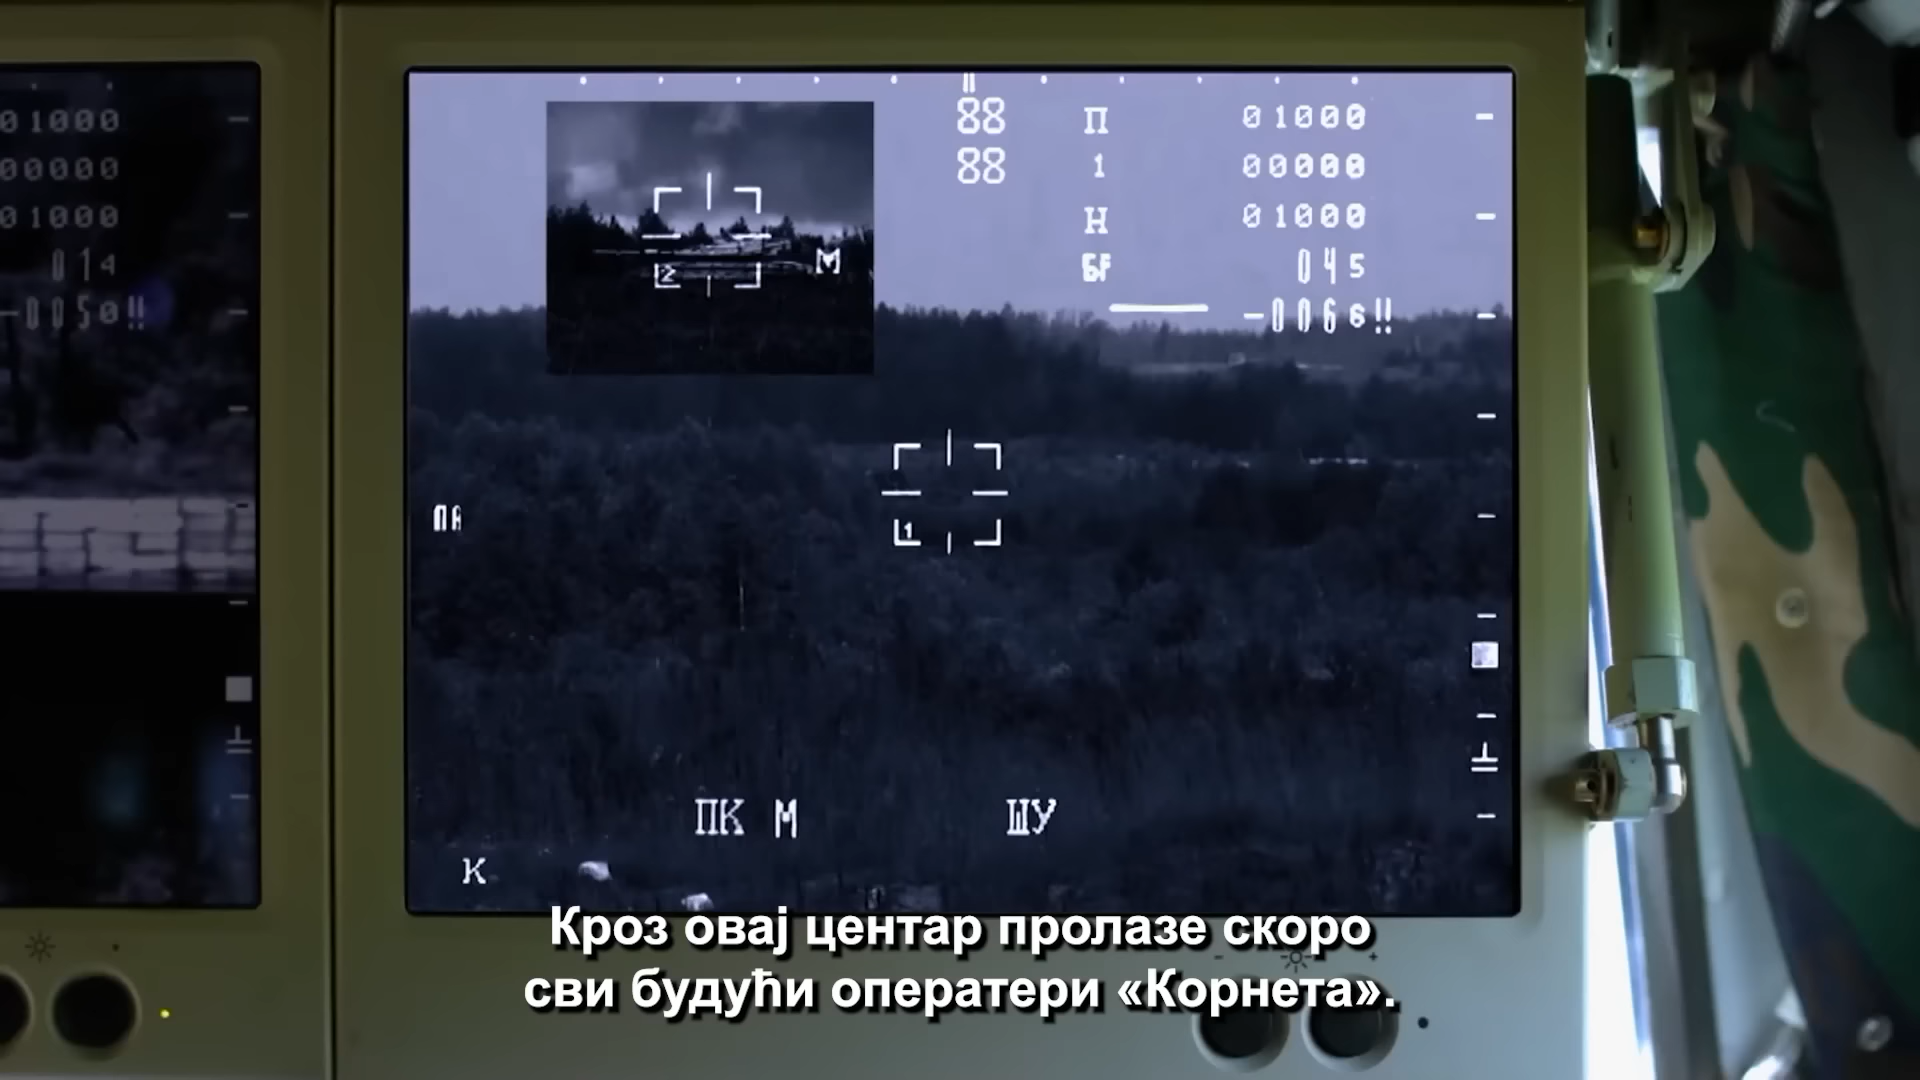 01000
00000
01000
014
-0050!!
88
88
П
1
Н
01000
00000
01000
045
-0066!!
М
2
1
ПА
ПК М
ШУ
К
Кроз овај центар пролазе скоро
сви будући оператери «Корнета».